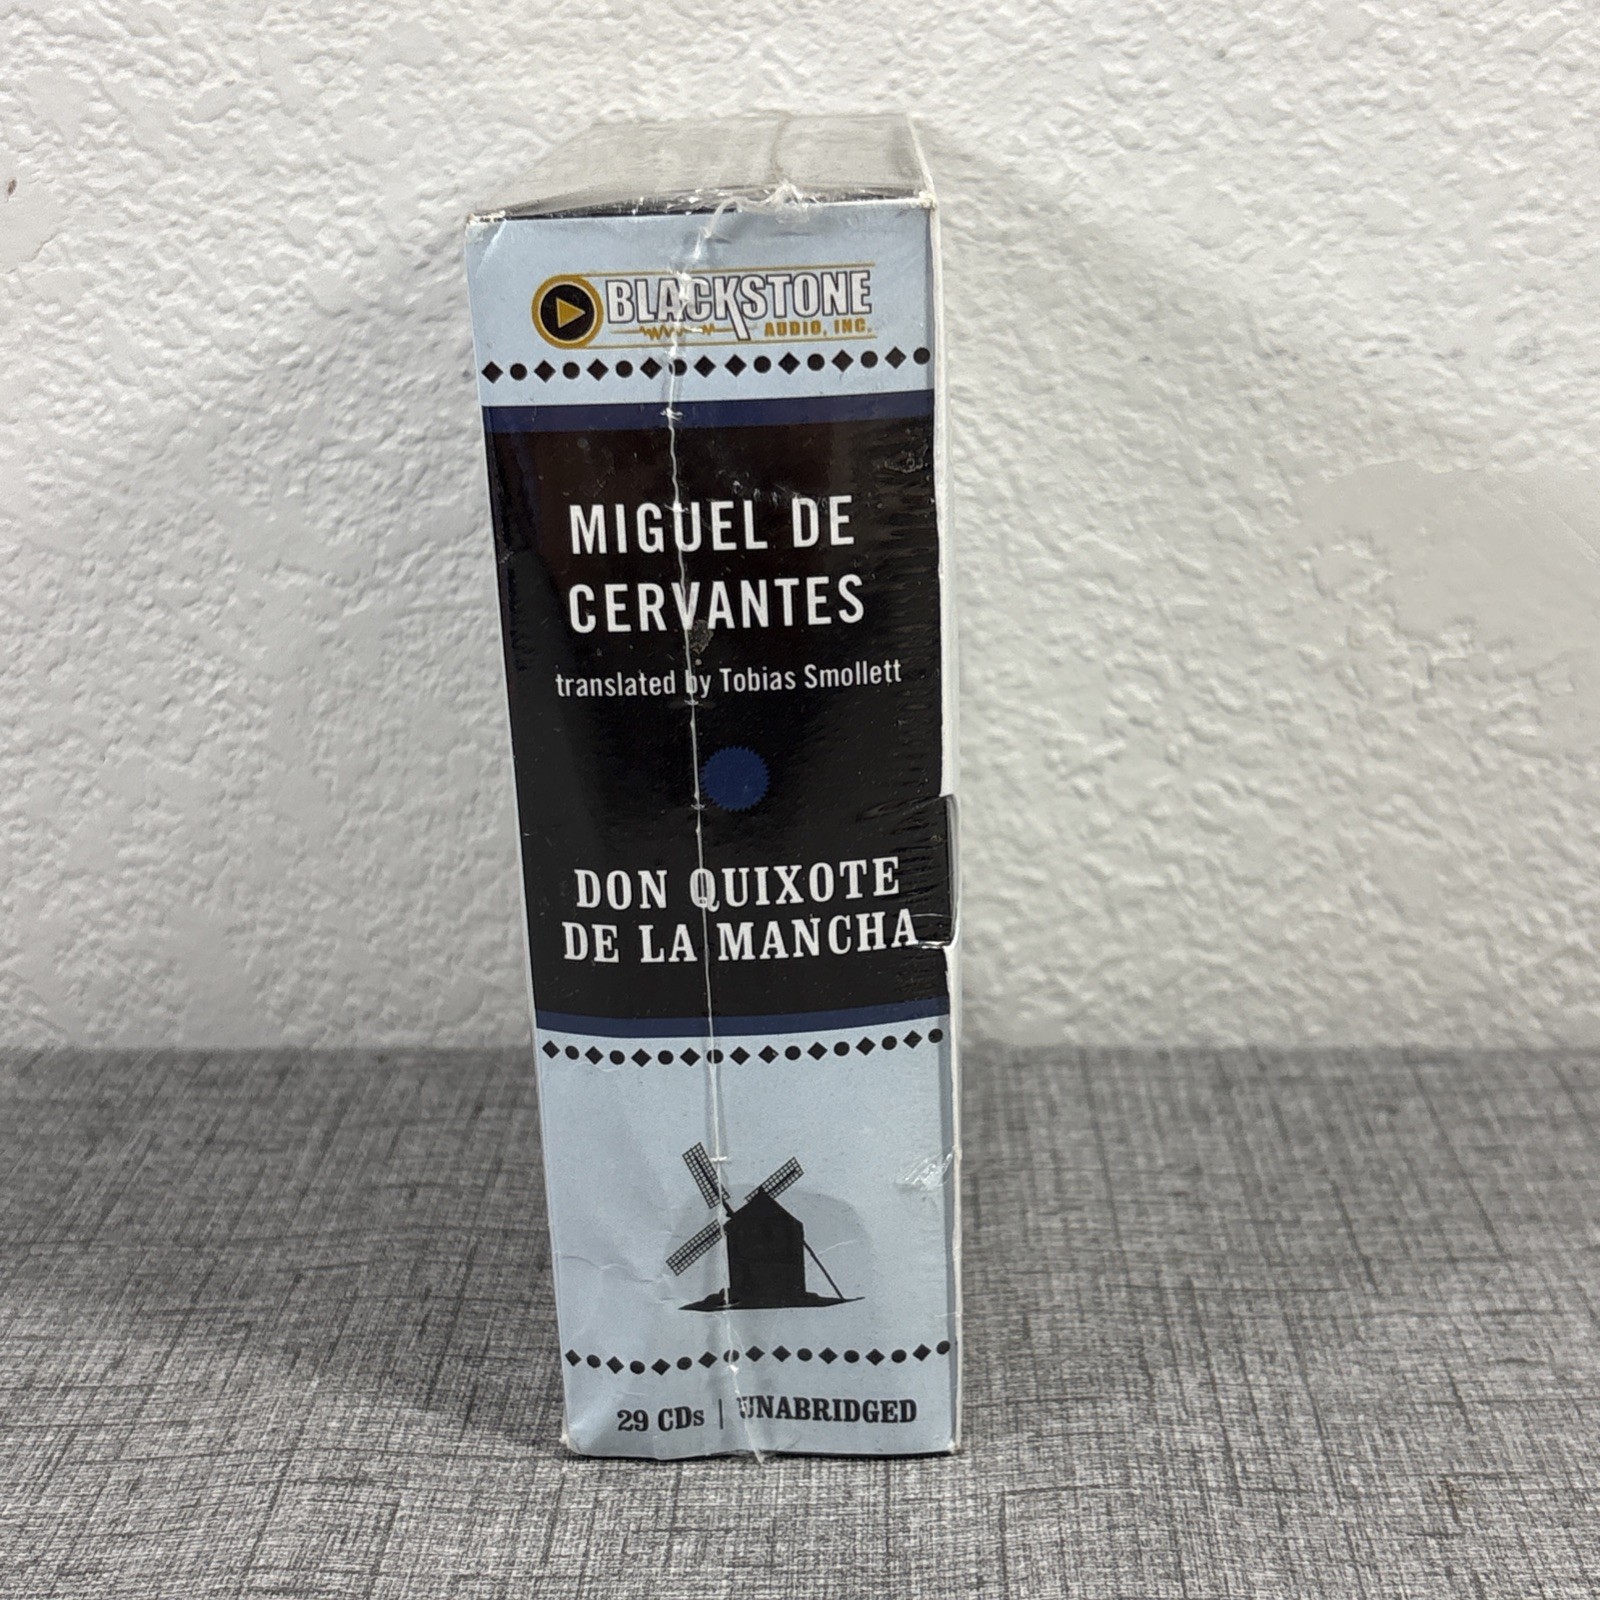 BLACKSTONE
AUDIO, INC.
MIGUEL DE
CERVANTES
translated by Tobias Smollett
DON QUIXOTE
DE LA MANCHA
29 CDs | UNABRIDGED